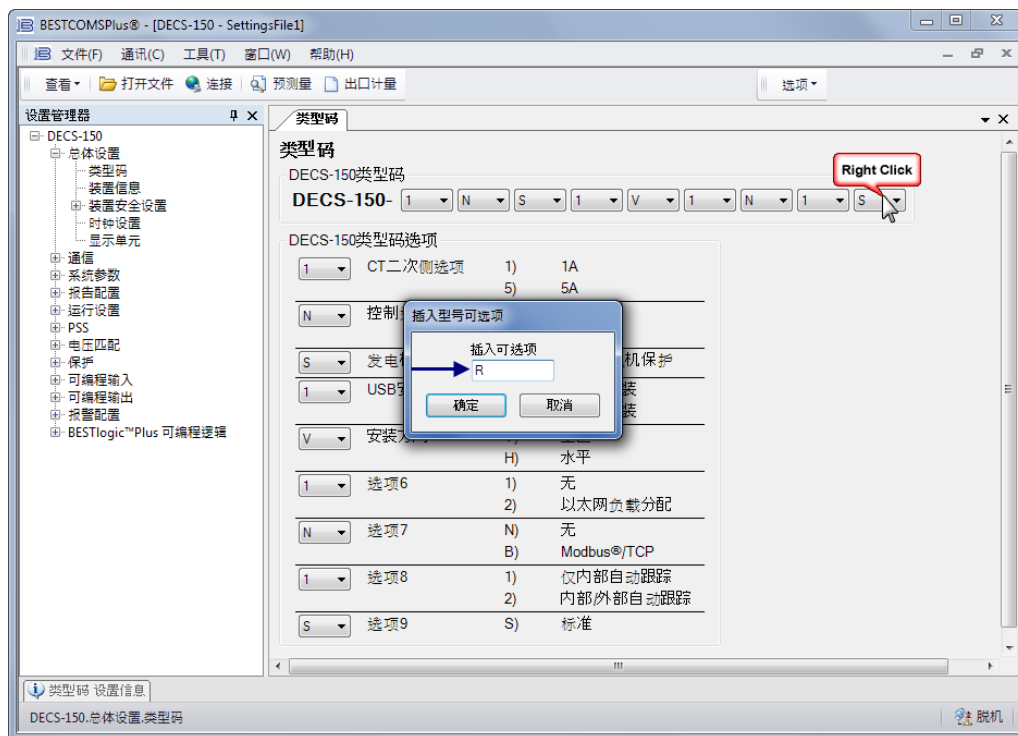 BESTCOMSPlus® - [DECS-150 - SettingsFile1]
文件(F) 通讯(C) 工具(T) 窗口(W) 帮助(H)
查看 打开文件 连接 预测量 出口计量 选项
设置管理器
DECS-150
总体设置
类型码
装置信息
装置安全设置
时钟设置
显示单元
通信
系统参数
报告配置
运行设置
PSS
电压匹配
保护
可编程输入
可编程输出
报警配置
BESTlogic™Plus 可编程逻辑
类型码
类型码
DECS-150类型码
Right Click
DECS-150- 1 N S 1 V 1 N 1 S
DECS-150类型码选项
1 CT二次侧选项 1) 1A
5) 5A
N 控制
S 发电 机保护
1 USB 装
装
V 安装
H) 水平
1 选项6 1) 无
2) 以太网负载分配
N 选项7 N) 无
B) Modbus®/TCP
1 选项8 1) 仅内部自动跟踪
2) 内部/外部自动跟踪
S 选项9 S) 标准
插入型号可选项
插入可选项
R
确定 取消
类型码 设置信息
DECS-150.总体设置.类型码 脱机